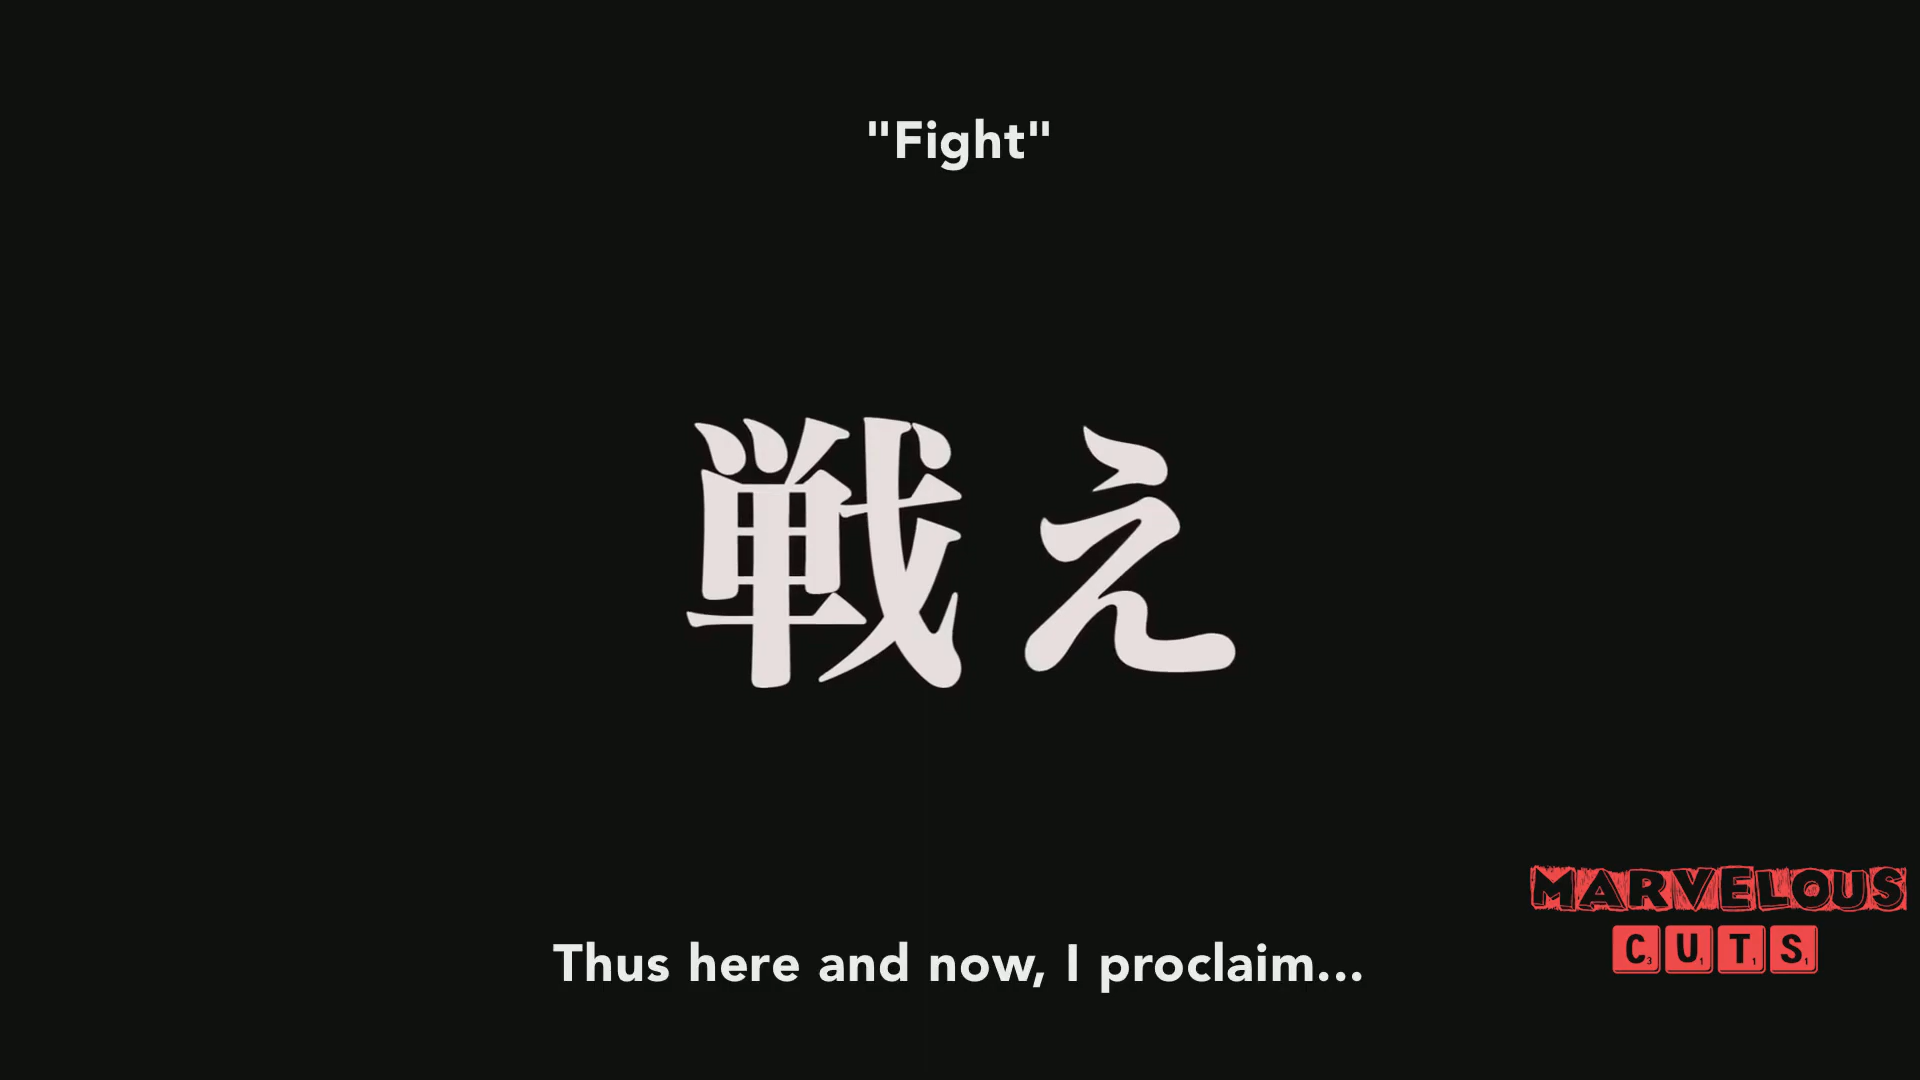 "Fight"
戦え
MARVELOUS
CUTS
Thus here and now, I proclaim...